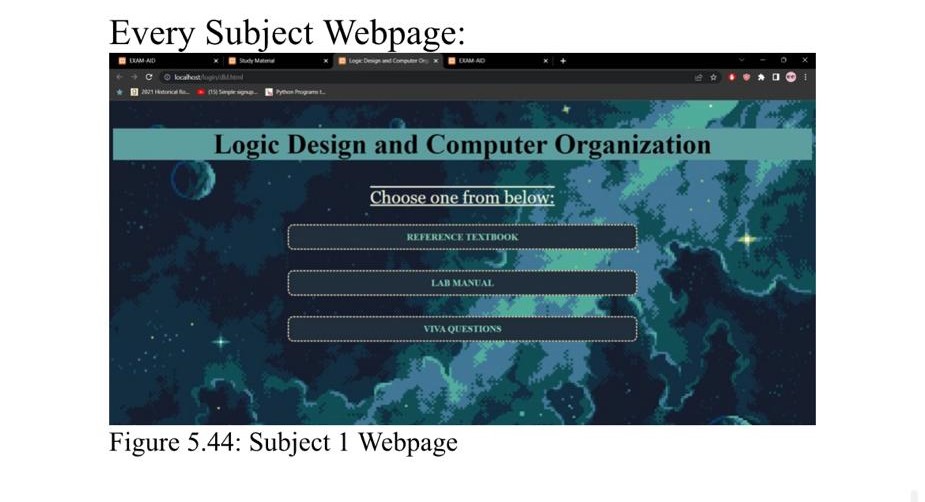 Every Subject Webpage:
EXAM-AID
Study Material
Logic Design and Computer Org
EXAM-AID
localhost/login/dld.html
2021 Historical Ro...
(15) Simple signup...
Python Programs t...
Logic Design and Computer Organization
Choose one from below:
REFERENCE TEXTBOOK
LAB MANUAL
VIVA QUESTIONS
Figure 5.44: Subject 1 Webpage